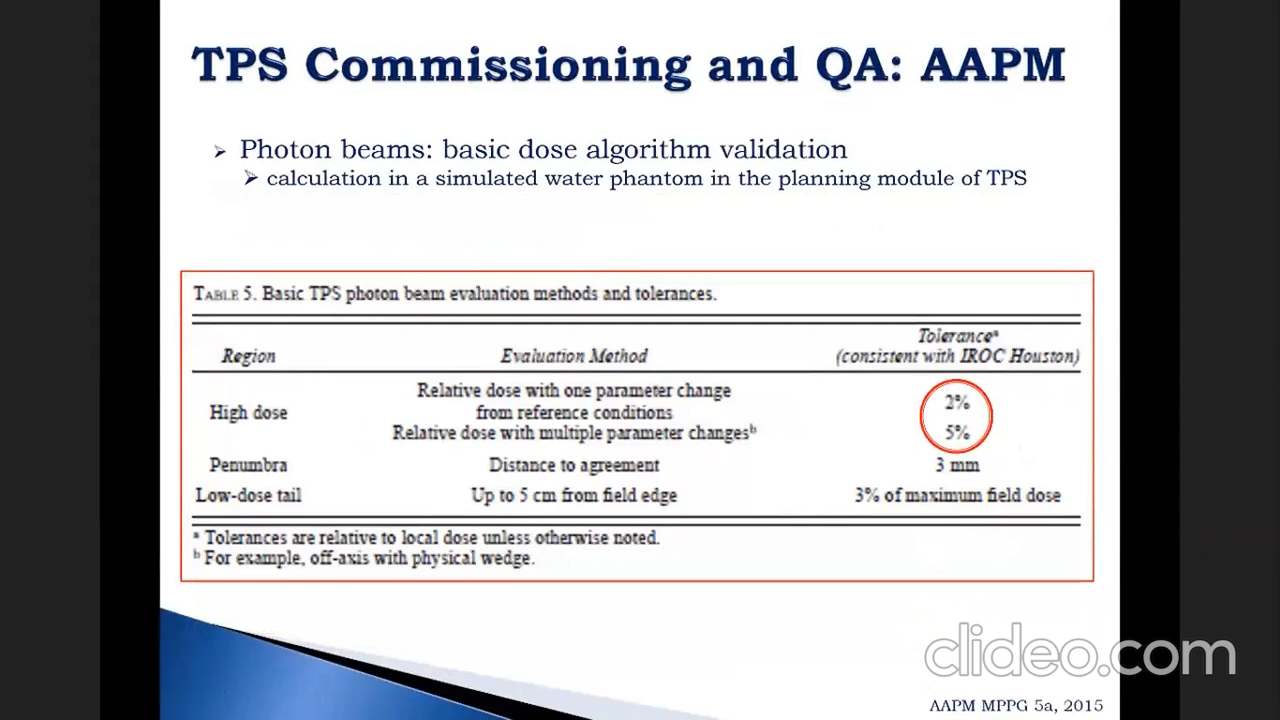 TPS Commissioning and QA: AAPM
Photon beams: basic dose algorithm validation
calculation in a simulated water phantom in the planning module of TPS
TABLE 5. Basic TPS photon beam evaluation methods and tolerances.
Toleranceᵃ
Region Evaluation Method (consistent with IROC Houston)
Relative dose with one parameter change
2%
High dose from reference conditions
Relative dose with multiple parameter changesᵇ 5%
Penumbra Distance to agreement 3 mm
Low-dose tail Up to 5 cm from field edge 3% of maximum field dose
ᵃ Tolerances are relative to local dose unless otherwise noted.
ᵇ For example, off-axis with physical wedge.
clideo.com
AAPM MPPG 5a, 2015